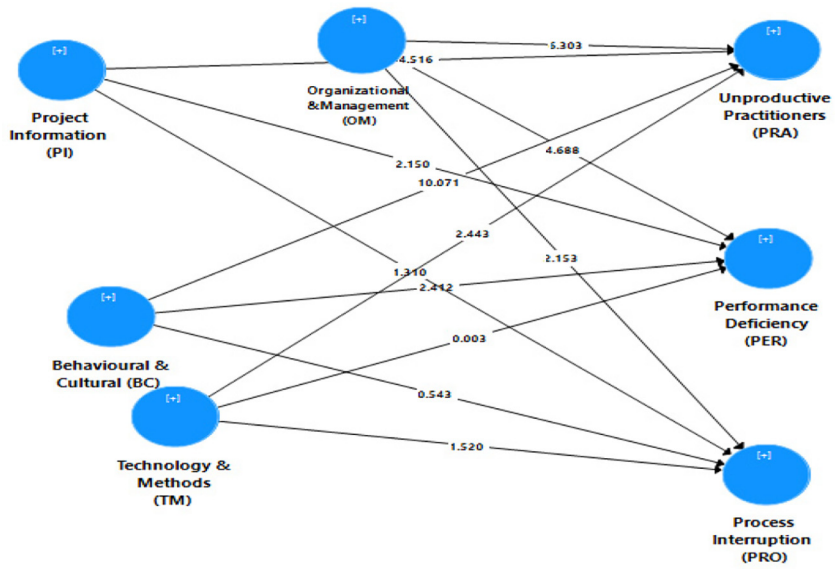 [+]
Project
Information
(PI)
[+]
Organizational
&Management
(OM)
[+]
Unproductive
Practitioners
(PRA)
5.303
4.516
4.688
2.150
10.071
2.443
2.153
1.310
2.412
0.003
0.543
1.520
[+]
Performance
Deficiency
(PER)
[+]
Behavioural &
Cultural (BC)
[+]
Technology &
Methods
(TM)
[+]
Process
Interruption
(PRO)